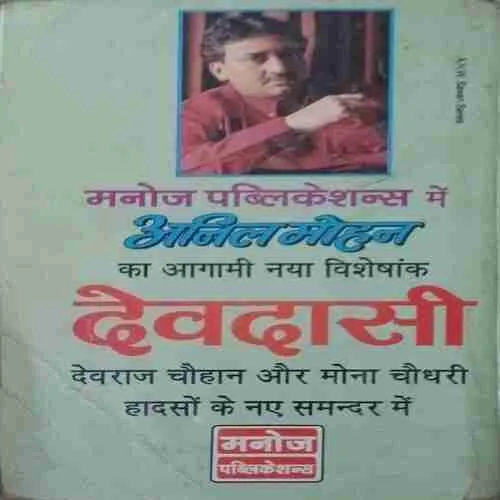 मनोज पब्लिकेशन्स में
अनिल मोहन
का आगामी नया विशेषांक
देवदासी
देवराज चौहान और मोना चौधरी
हादसों के नए समन्दर में
मनोज
पब्लिकेशन्स